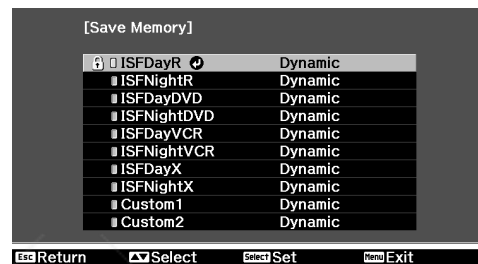 [Save Memory]
ISFDayR Dynamic
ISFNightR Dynamic
ISFDayDVD Dynamic
ISFNightDVD Dynamic
ISFDayVCR Dynamic
ISFNightVCR Dynamic
ISFDayX Dynamic
ISFNightX Dynamic
Custom1 Dynamic
Custom2 Dynamic
Esc Return Select Select Set Menu Exit